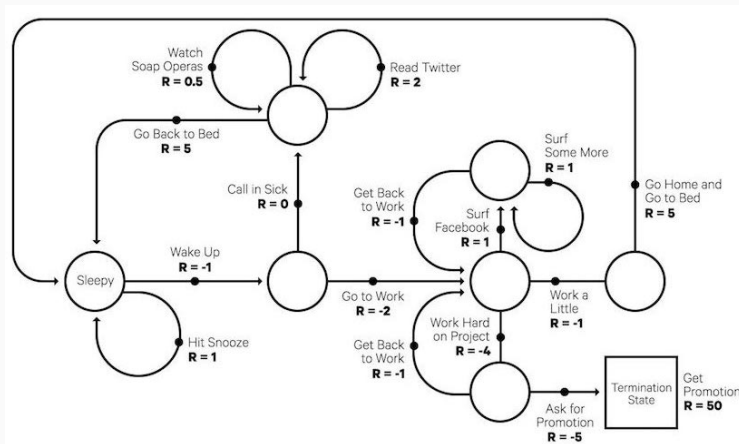 Watch
Soap Operas
R = 0.5
Read Twitter
R = 2
Go Back to Bed
R = 5
Surf
Some More
R = 1
Call in Sick
R = 0
Get Back
to Work
R = -1
Surf
Facebook
R = 1
Go Home and
Go to Bed
R = 5
Sleepy
Wake Up
R = -1
Go to Work
R = -2
Work a
Little
R = -1
Hit Snooze
R = 1
Get Back
to Work
R = -1
Work Hard
on Project
R = -4
Ask for
Promotion
R = -5
Termination
State
Get
Promotion
R = 50